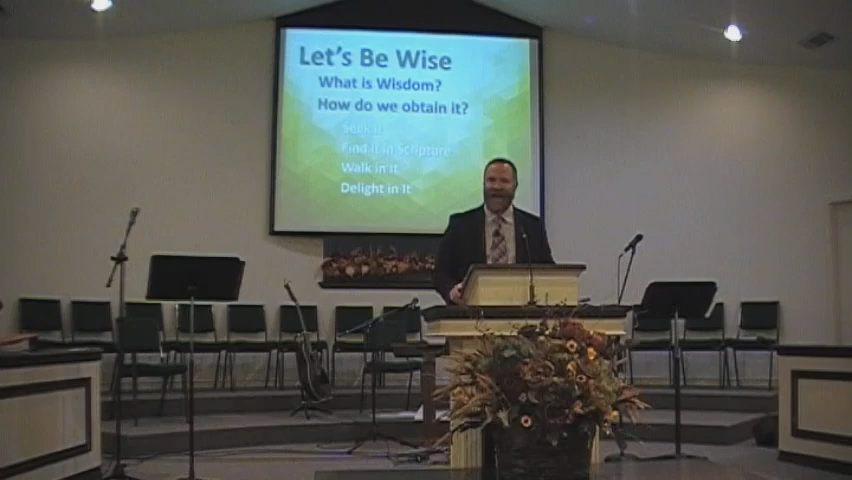 Let's Be Wise
What is Wisdom?
How do we obtain it?
Seek it
Find it in Scripture
Walk in it
Delight in It